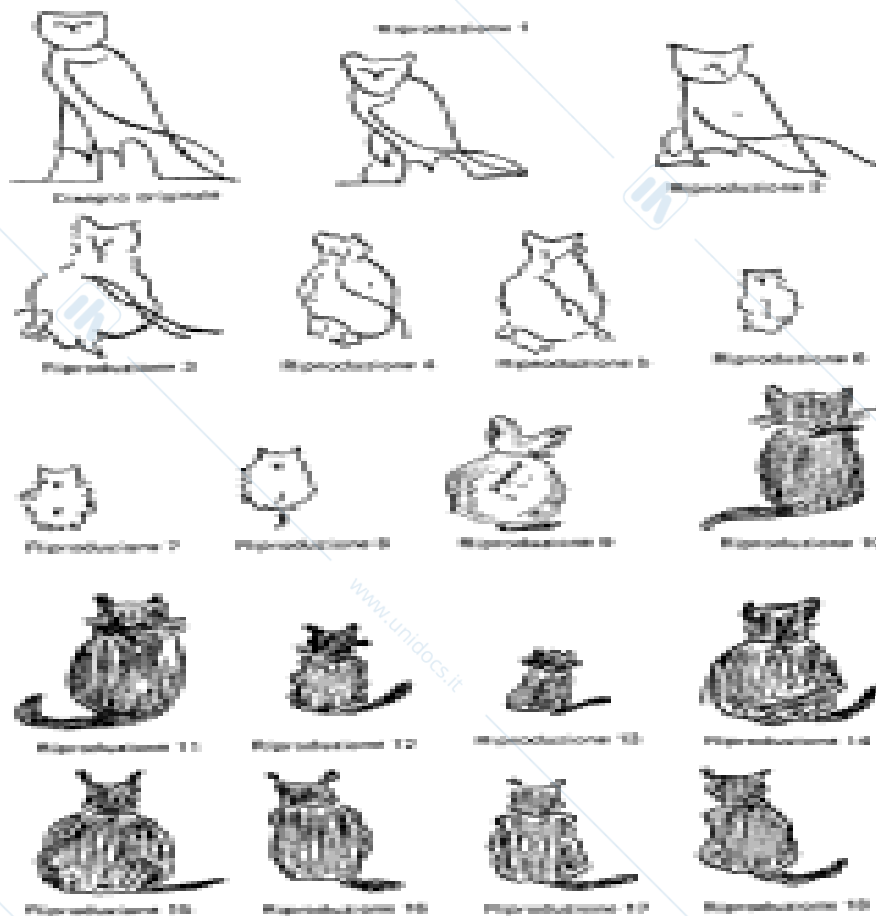 Riproduzione 1
Disegno originale
Riproduzione 2
Riproduzione 3
Riproduzione 4
Riproduzione 5
Riproduzione 6
Riproduzione 7
Riproduzione 8
Riproduzione 9
Riproduzione 10
www.unidocs.it
Riproduzione 11
Riproduzione 12
Riproduzione 13
Riproduzione 14
Riproduzione 15
Riproduzione 16
Riproduzione 17
Riproduzione 18